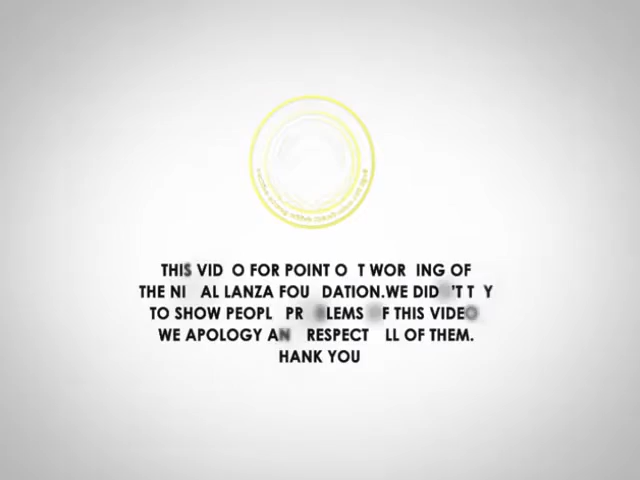 THIS VID O FOR POINT O T WOR ING OF
THE NI AL LANZA FOU DATION.WE DID 'T T Y
TO SHOW PEOPL PR LEMS F THIS VIDEO
WE APOLOGY AN RESPECT LL OF THEM.
HANK YOU